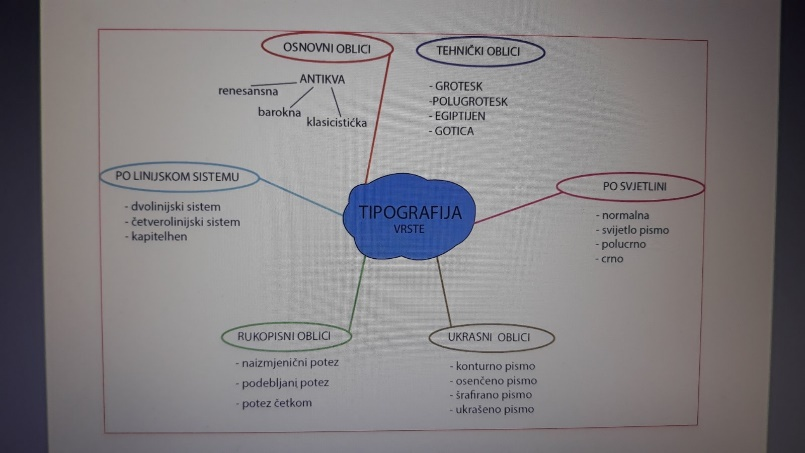 OSNOVNI OBLICI
ANTIKVA
renesansna
barokna
klasicistička
TEHNIČKI OBLICI
- GROTESK
-POLUGROTESK
- EGIPTIJEN
- GOTICA
PO LINIJSKOM SISTEMU
- dvolinijski sistem
- četverolinijski sistem
- kapitelhen
TIPOGRAFIJA
VRSTE
PO SVJETLINI
- normalna
- svijetlo pismo
- polucrno
- crno
RUKOPISNI OBLICI
- naizmjenični potez
- podebljani potez
- potez četkom
UKRASNI OBLICI
- konturno pismo
- osenčeno pismo
- šrafirano pismo
- ukrašeno pismo